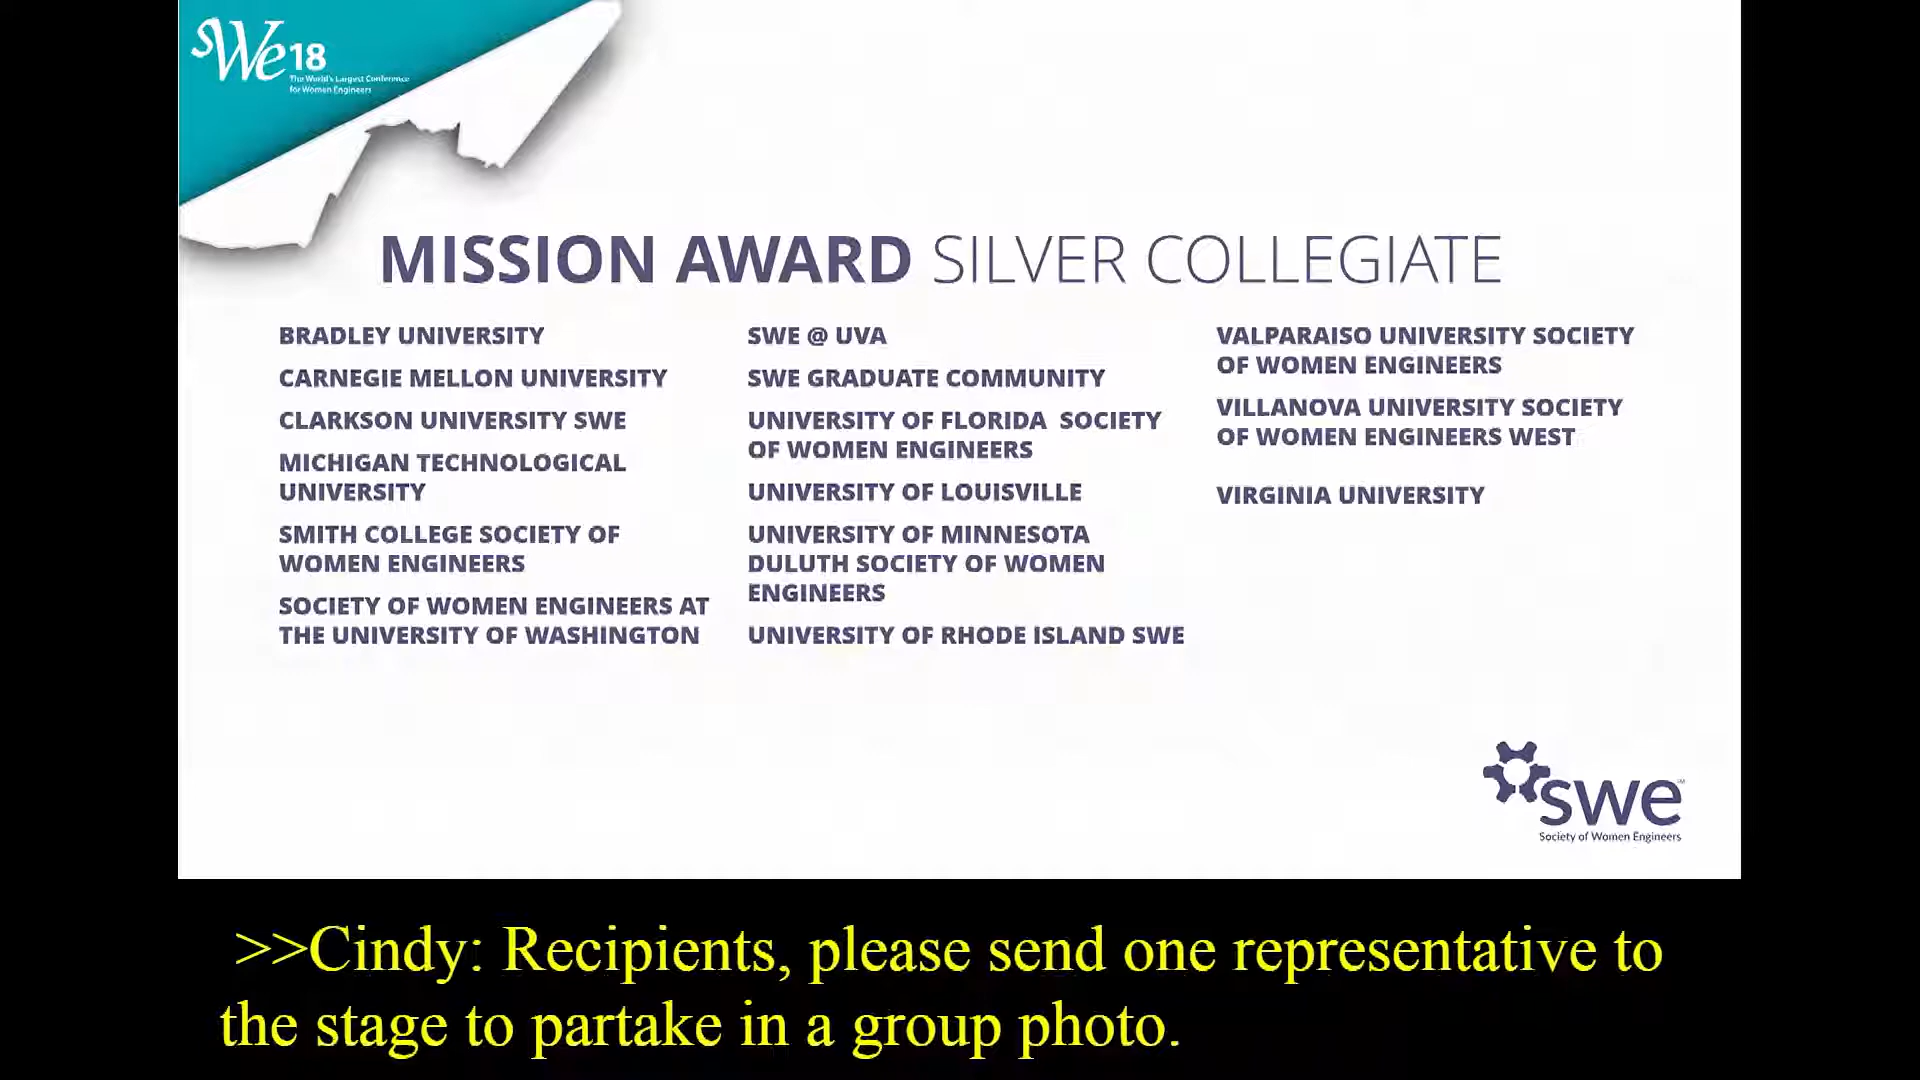 SWe18
The World's Largest Conference
for Women Engineers
MISSION AWARD SILVER COLLEGIATE
BRADLEY UNIVERSITY
CARNEGIE MELLON UNIVERSITY
CLARKSON UNIVERSITY SWE
MICHIGAN TECHNOLOGICAL
UNIVERSITY
SMITH COLLEGE SOCIETY OF
WOMEN ENGINEERS
SOCIETY OF WOMEN ENGINEERS AT
THE UNIVERSITY OF WASHINGTON
SWE @ UVA
SWE GRADUATE COMMUNITY
UNIVERSITY OF FLORIDA SOCIETY
OF WOMEN ENGINEERS
UNIVERSITY OF LOUISVILLE
UNIVERSITY OF MINNESOTA
DULUTH SOCIETY OF WOMEN
ENGINEERS
UNIVERSITY OF RHODE ISLAND SWE
VALPARAISO UNIVERSITY SOCIETY
OF WOMEN ENGINEERS
VILLANOVA UNIVERSITY SOCIETY
OF WOMEN ENGINEERS WEST
VIRGINIA UNIVERSITY
swe
Society of Women Engineers
>>Cindy: Recipients, please send one representative to
the stage to partake in a group photo.